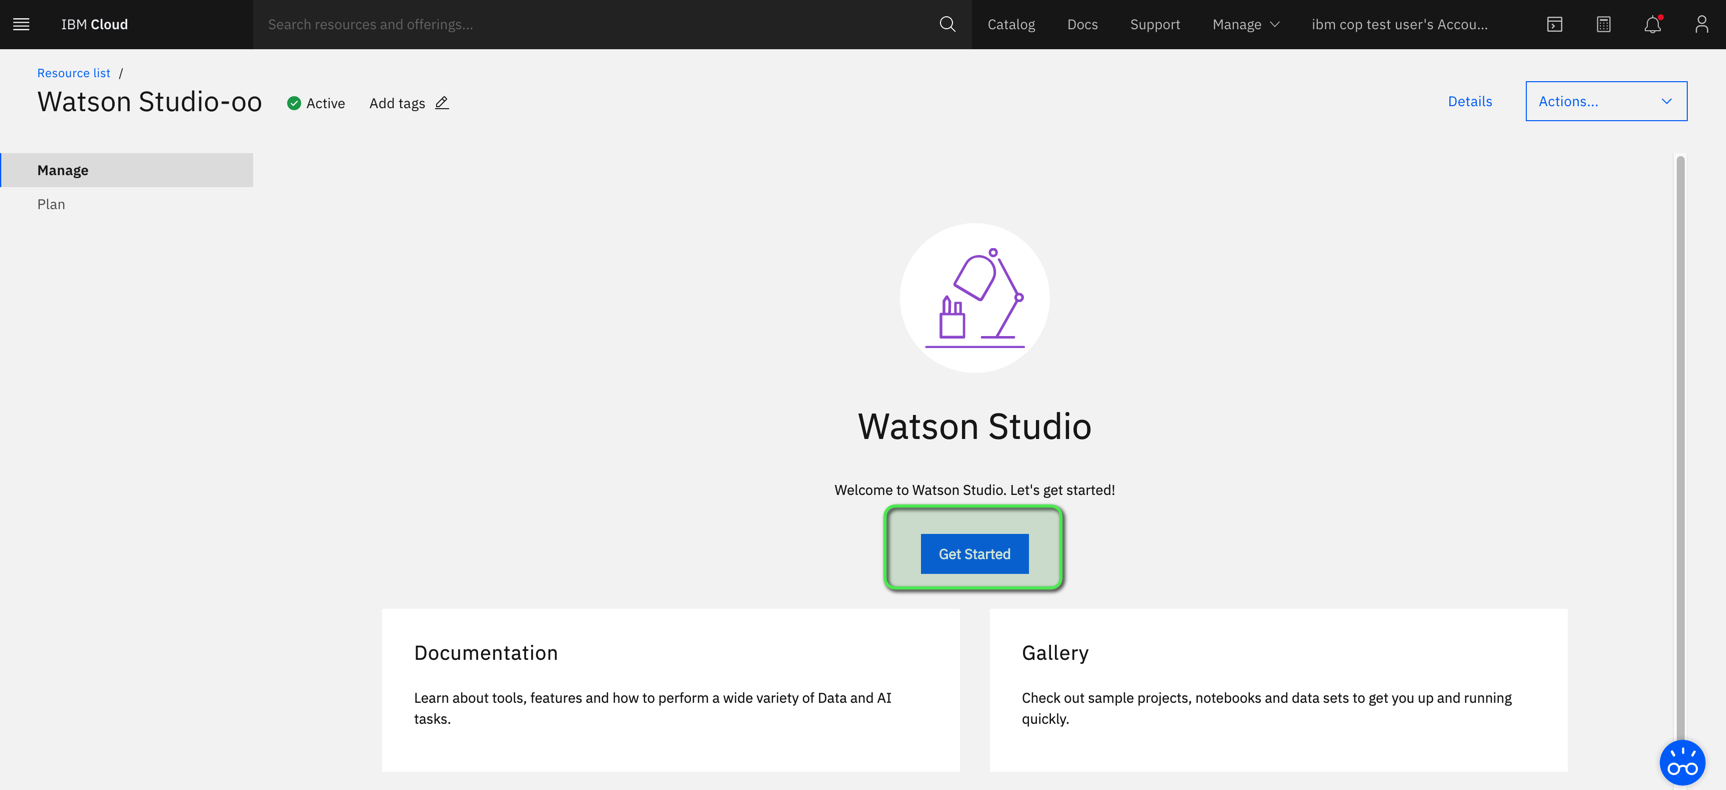 IBM Cloud
Search resources and offerings...
Catalog
Docs
Support
Manage
ibm cop test user's Accou...
Resource list /
Watson Studio-oo
Active
Add tags
Details
Actions...
Manage
Plan
Watson Studio
Welcome to Watson Studio. Let's get started!
Get Started
Documentation
Learn about tools, features and how to perform a wide variety of Data and AI
tasks.
Gallery
Check out sample projects, notebooks and data sets to get you up and running
quickly.